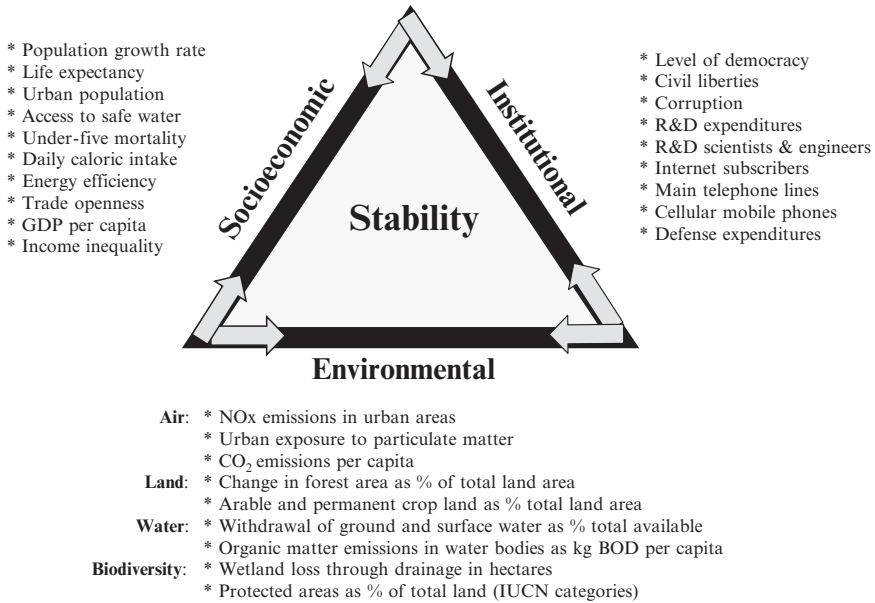 * Population growth rate
* Life expectancy
* Urban population
* Access to safe water
* Under-five mortality
* Daily caloric intake
* Energy efficiency
* Trade openness
* GDP per capita
* Income inequality
Socioeconomic
Stability
Institutional
* Level of democracy
* Civil liberties
* Corruption
* R&D expenditures
* R&D scientists & engineers
* Internet subscribers
* Main telephone lines
* Cellular mobile phones
* Defense expenditures
Environmental
Air: * NOx emissions in urban areas
* Urban exposure to particulate matter
* CO₂ emissions per capita
Land: * Change in forest area as % of total land area
* Arable and permanent crop land as % total land area
Water: * Withdrawal of ground and surface water as % total available
* Organic matter emissions in water bodies as kg BOD per capita
Biodiversity: * Wetland loss through drainage in hectares
* Protected areas as % of total land (IUCN categories)